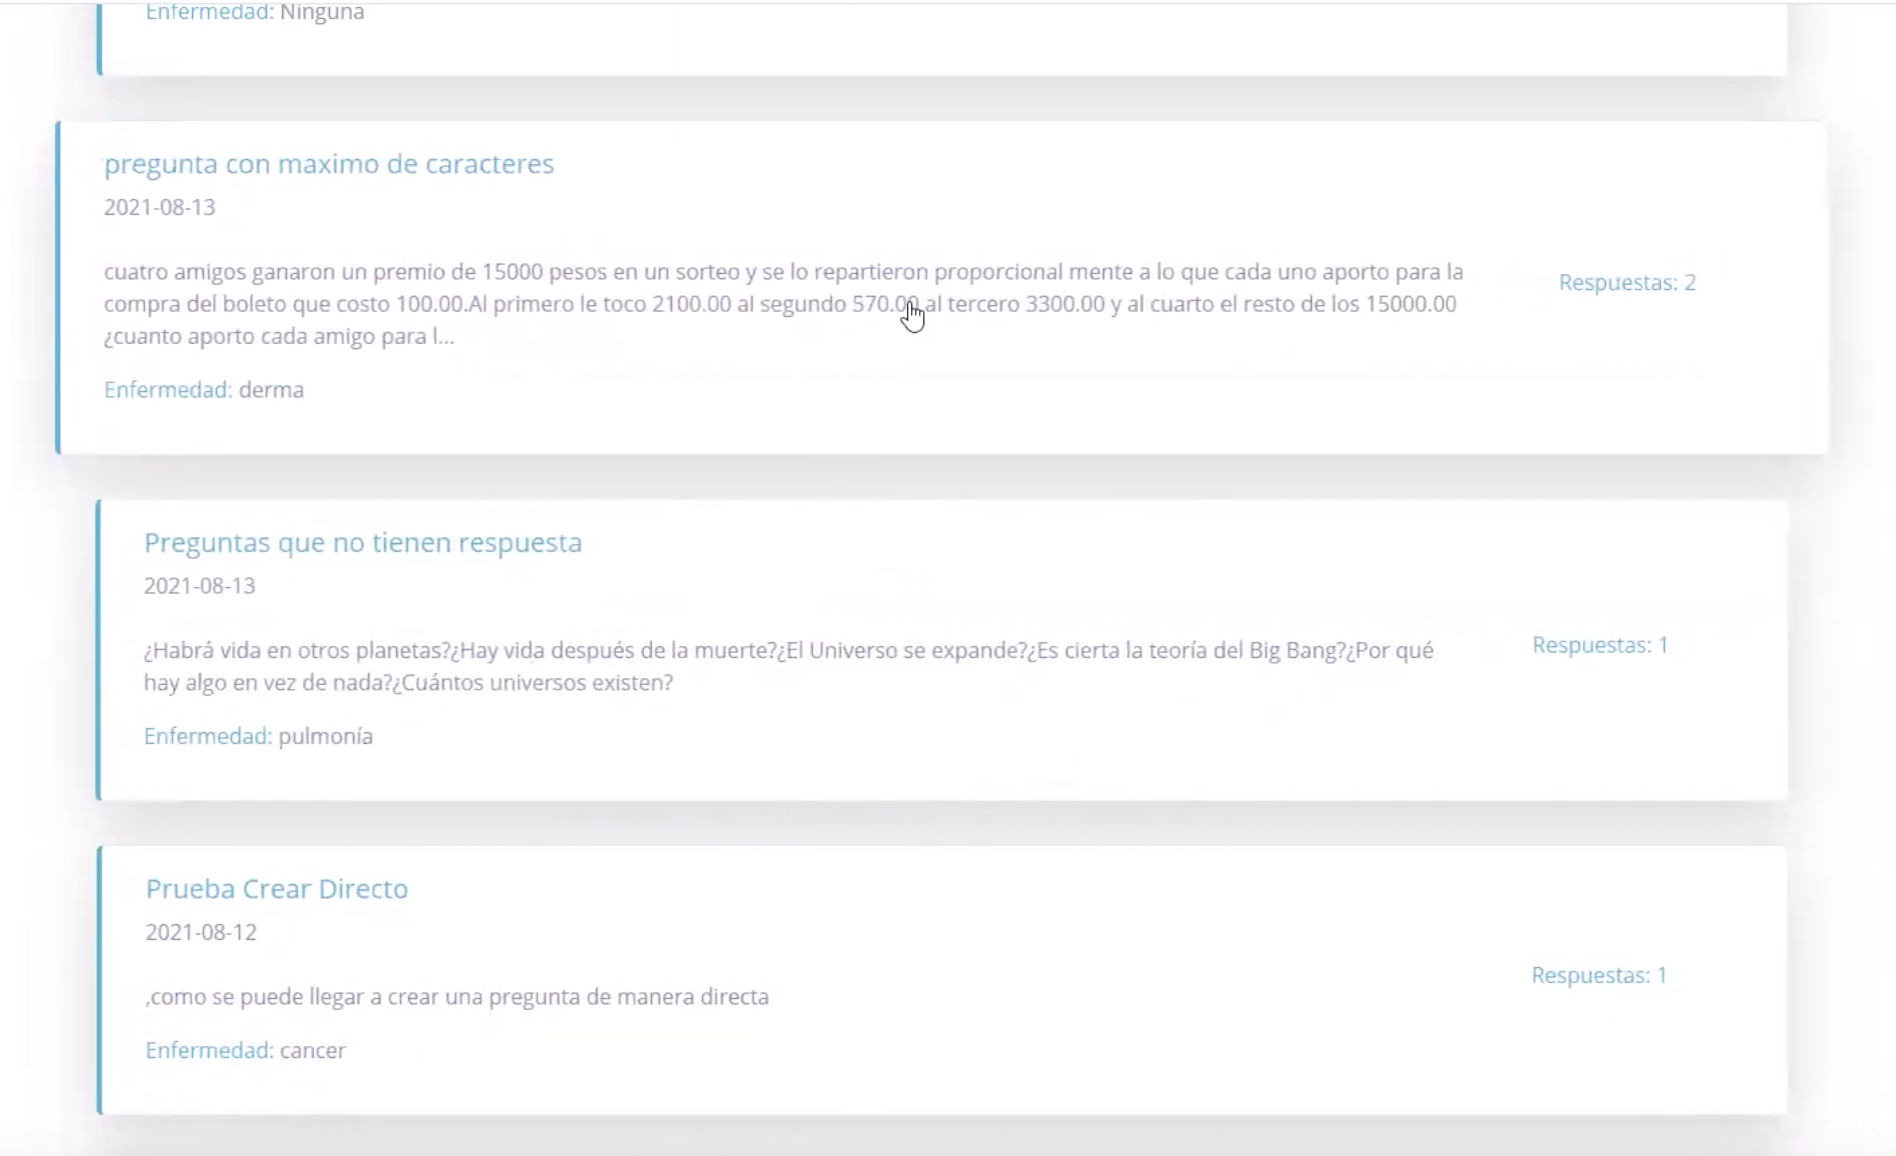 Enfermedad: Ninguna
pregunta con maximo de caracteres
2021-08-13
cuatro amigos ganaron un premio de 15000 pesos en un sorteo y se lo repartieron proporcional mente a lo que cada uno aporto para la
compra del boleto que costo 100.00.Al primero le toco 2100.00 al segundo 570.00 al tercero 3300.00 y al cuarto el resto de los 15000.00
¿cuanto aporto cada amigo para l...
Respuestas: 2
Enfermedad: derma
Preguntas que no tienen respuesta
2021-08-13
¿Habrá vida en otros planetas?¿Hay vida después de la muerte?¿El Universo se expande?¿Es cierta la teoría del Big Bang?¿Por qué
hay algo en vez de nada?¿Cuántos universos existen?
Respuestas: 1
Enfermedad: pulmonía
Prueba Crear Directo
2021-08-12
,como se puede llegar a crear una pregunta de manera directa
Respuestas: 1
Enfermedad: cancer